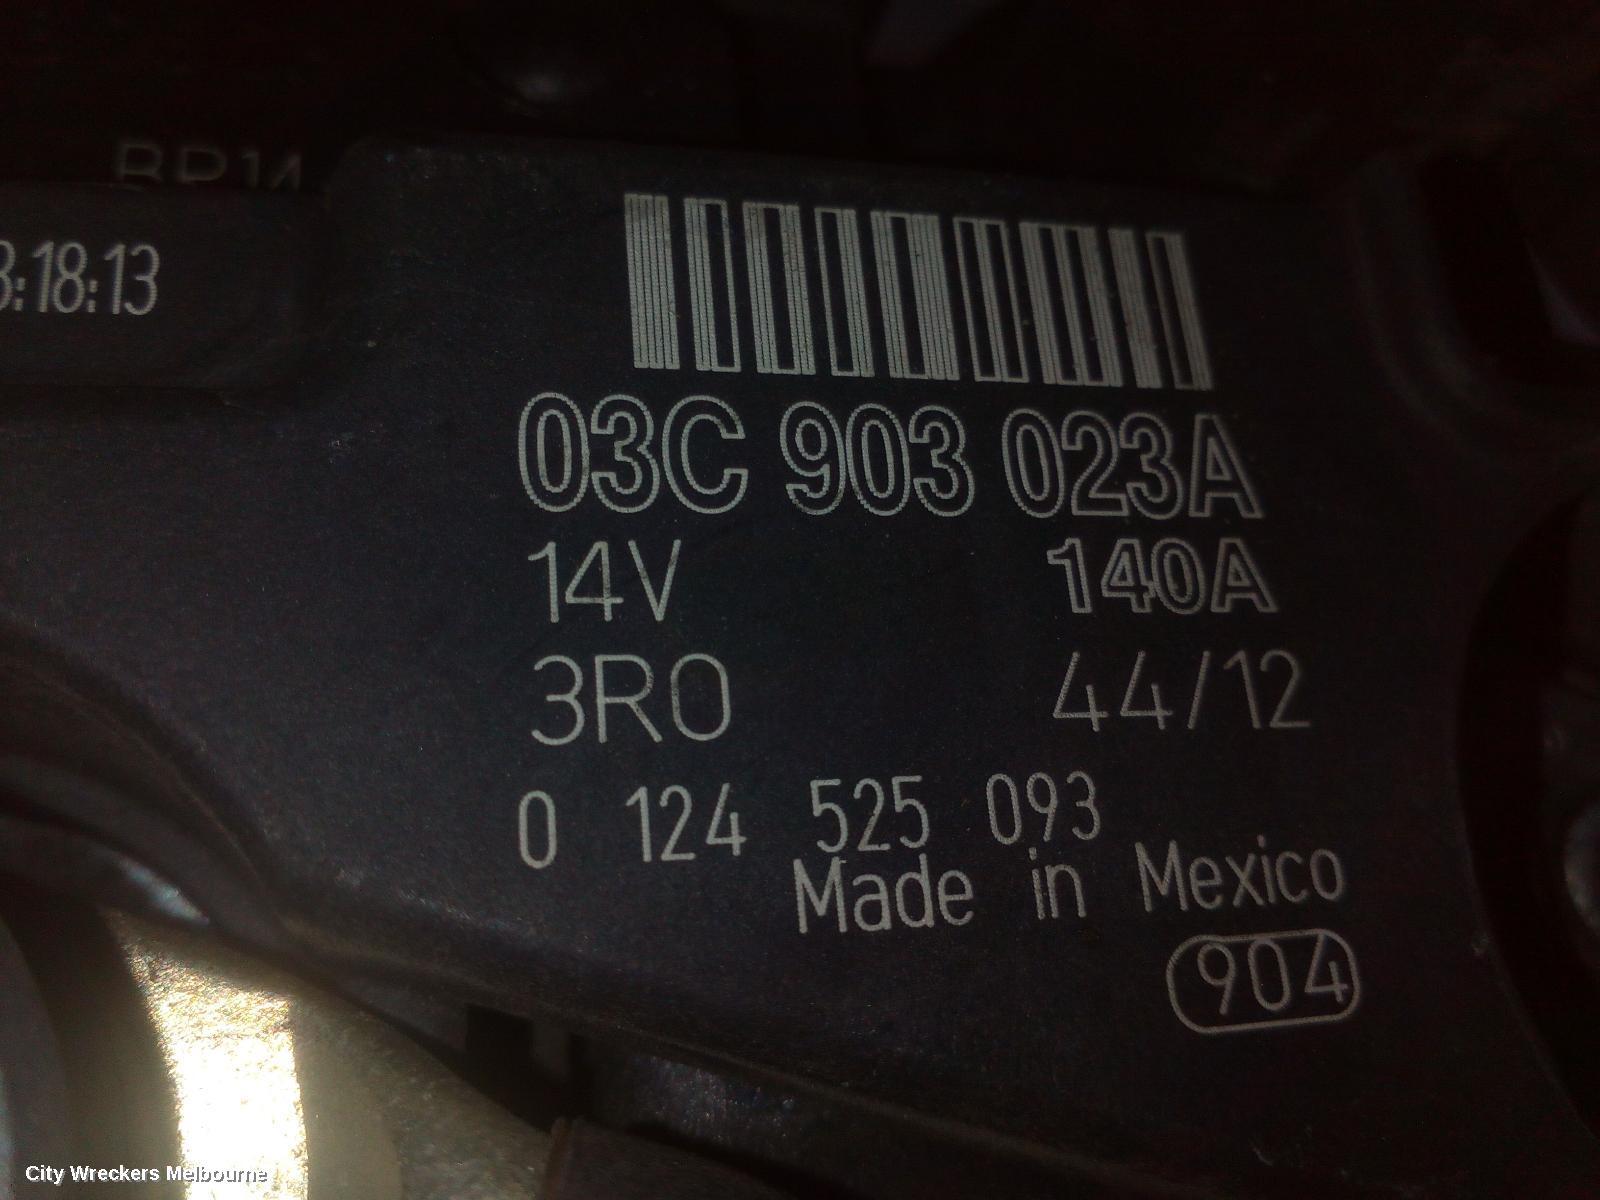 :18:13
03C 903 023A
14V 140A
3RO 44/12
0 124 525 093
Made in Mexico
904
City Wreckers Melbourne